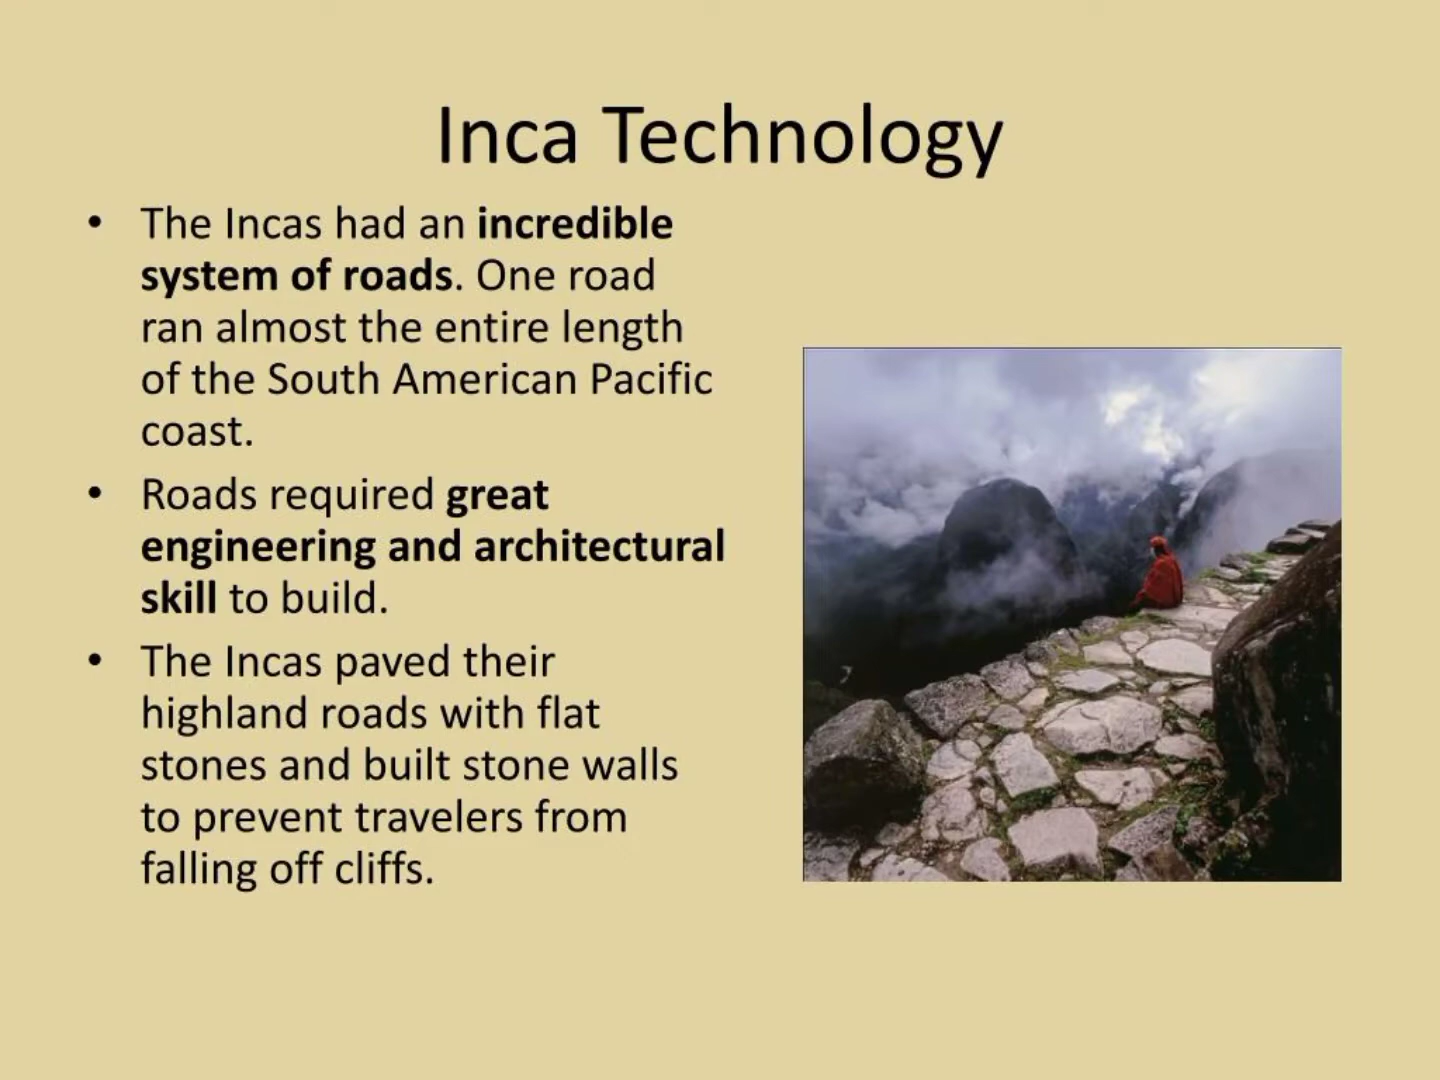 Inca Technology
• The Incas had an incredible
system of roads. One road
ran almost the entire length
of the South American Pacific
coast.
• Roads required great
engineering and architectural
skill to build.
• The Incas paved their
highland roads with flat
stones and built stone walls
to prevent travelers from
falling off cliffs.